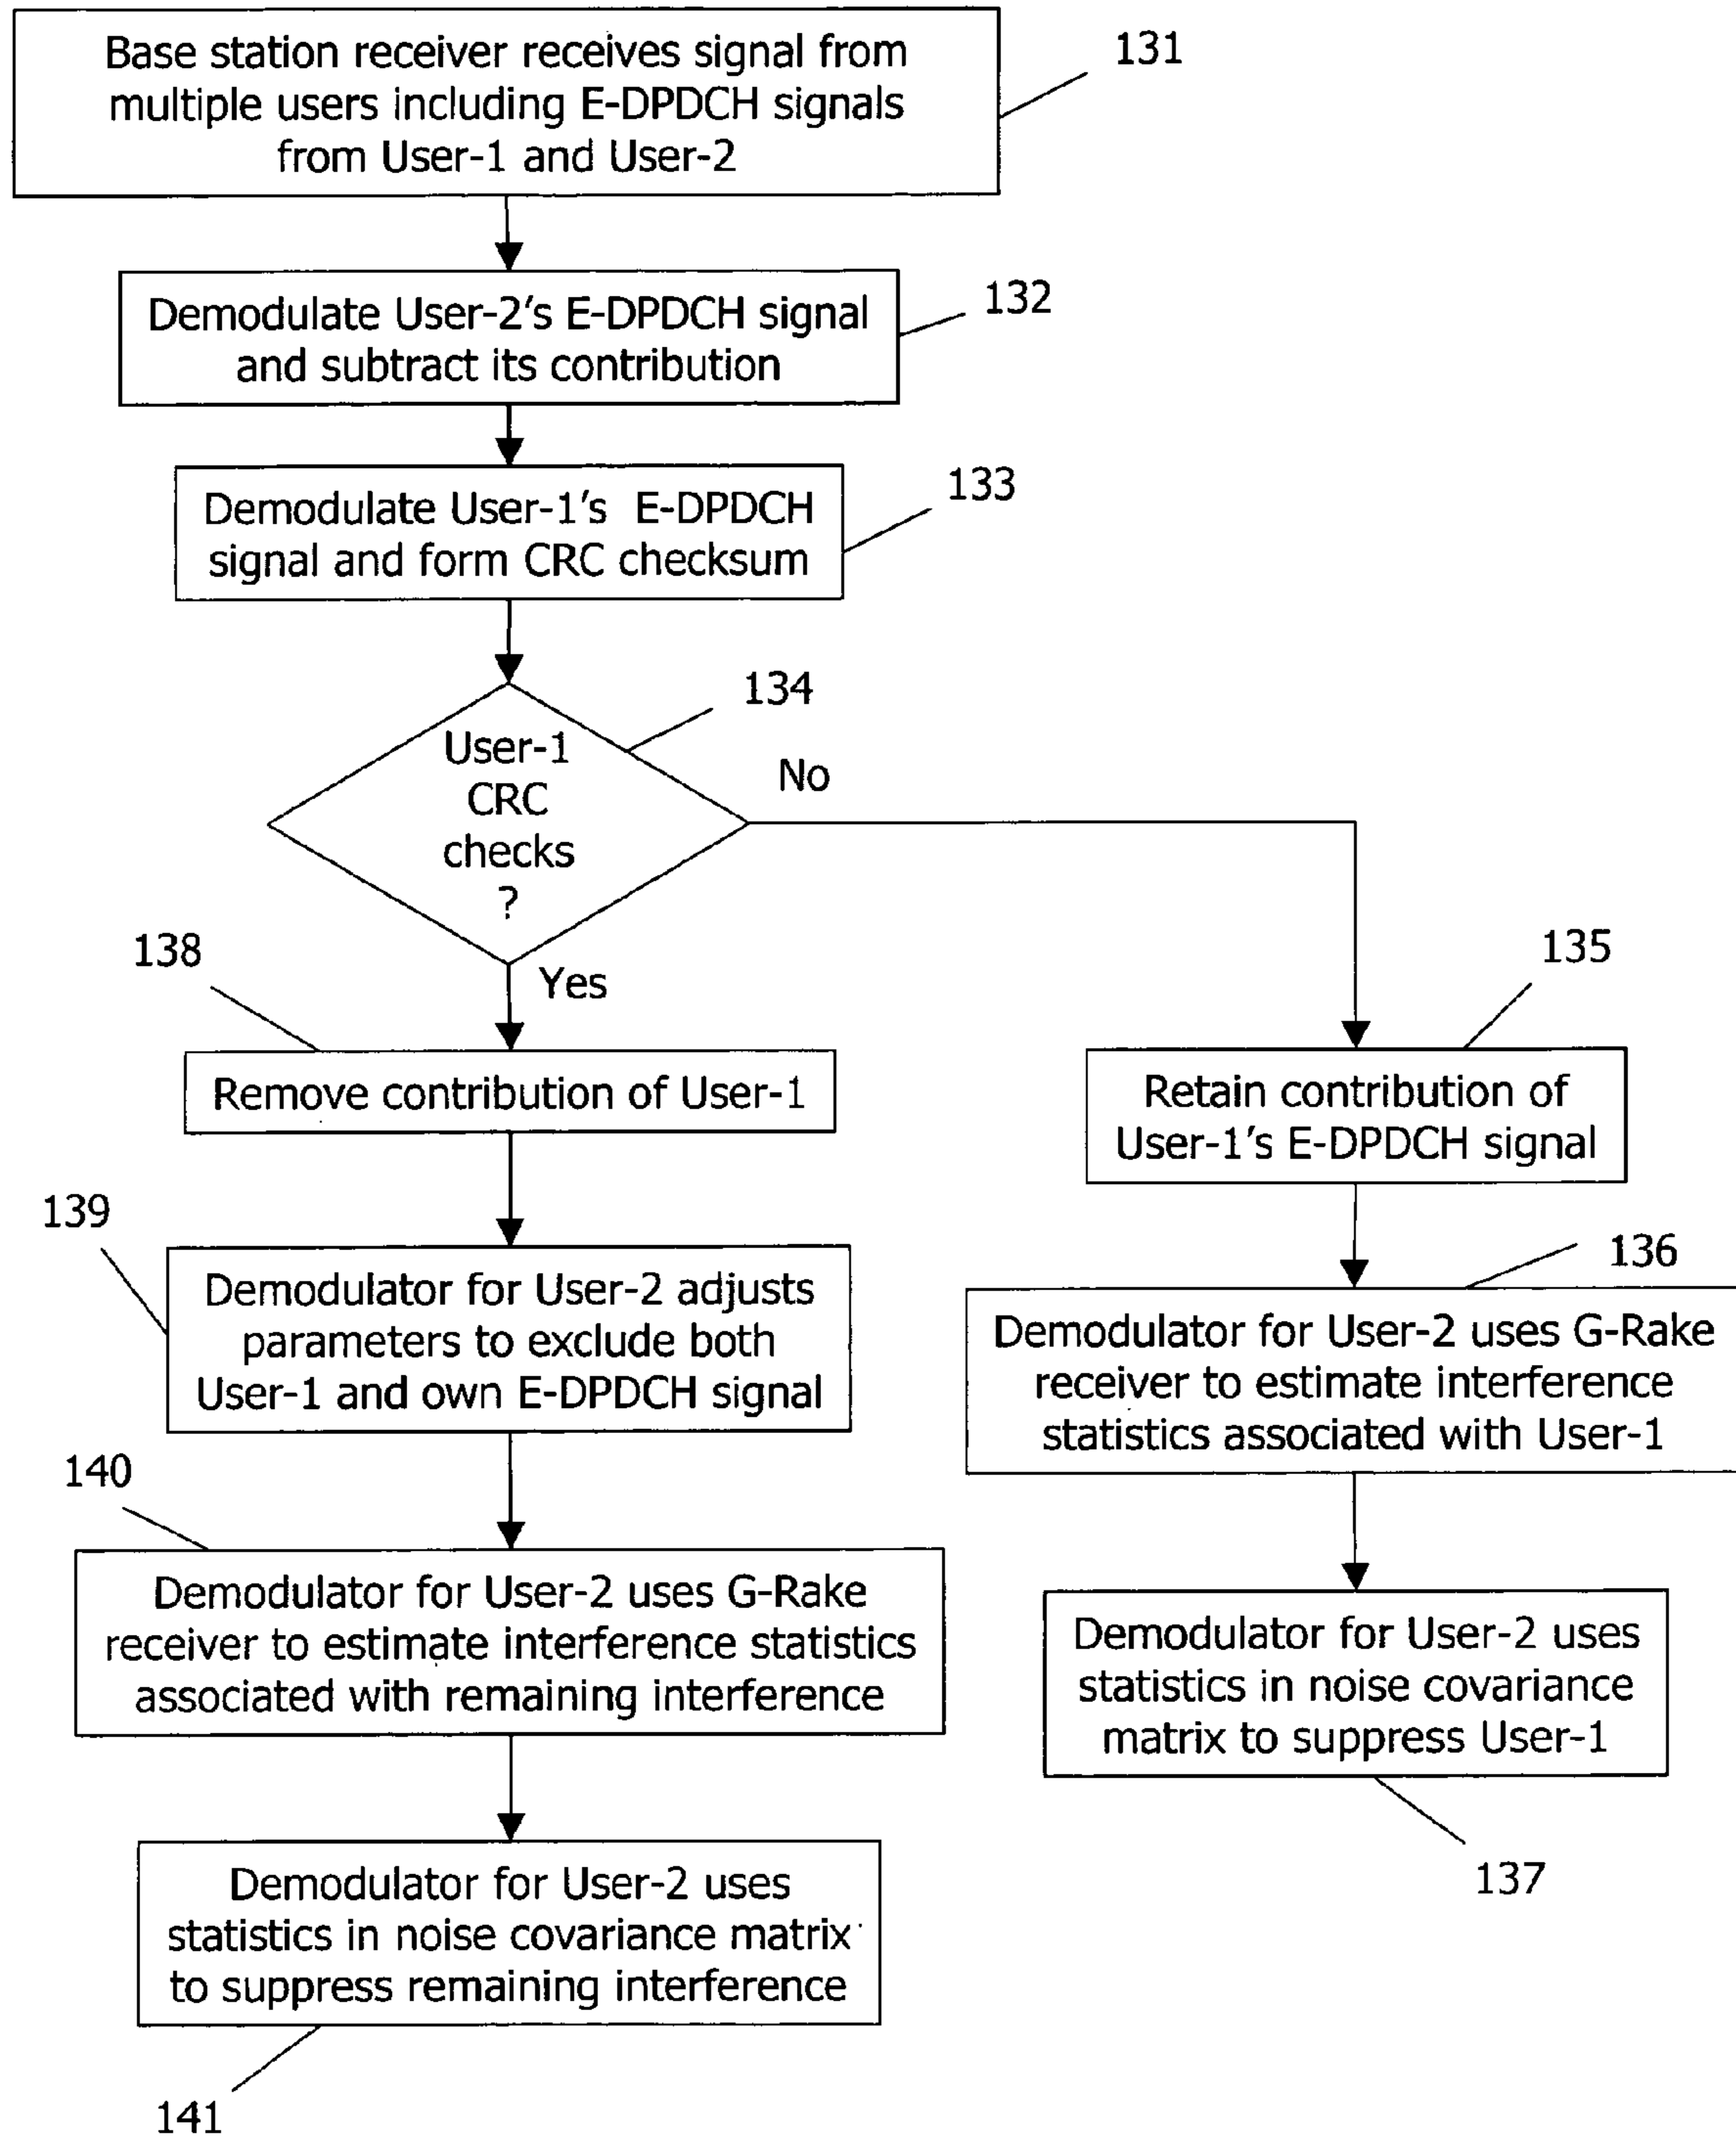 Base station receiver receives signal from
multiple users including E-DPDCH signals
from User-1 and User-2
131
Demodulate User-2's E-DPDCH signal
and subtract its contribution
132
Demodulate User-1's E-DPDCH
signal and form CRC checksum
133
User-1
CRC
checks
?
134
No
Yes
138
Remove contribution of User-1
135
Retain contribution of
User-1's E-DPDCH signal
139
Demodulator for User-2 adjusts
parameters to exclude both
User-1 and own E-DPDCH signal
136
Demodulator for User-2 uses G-Rake
receiver to estimate interference
statistics associated with User-1
140
Demodulator for User-2 uses G-Rake
receiver to estimate interference statistics
associated with remaining interference
Demodulator for User-2 uses
statistics in noise covariance
matrix to suppress User-1
137
Demodulator for User-2 uses
statistics in noise covariance matrix
to suppress remaining interference
141